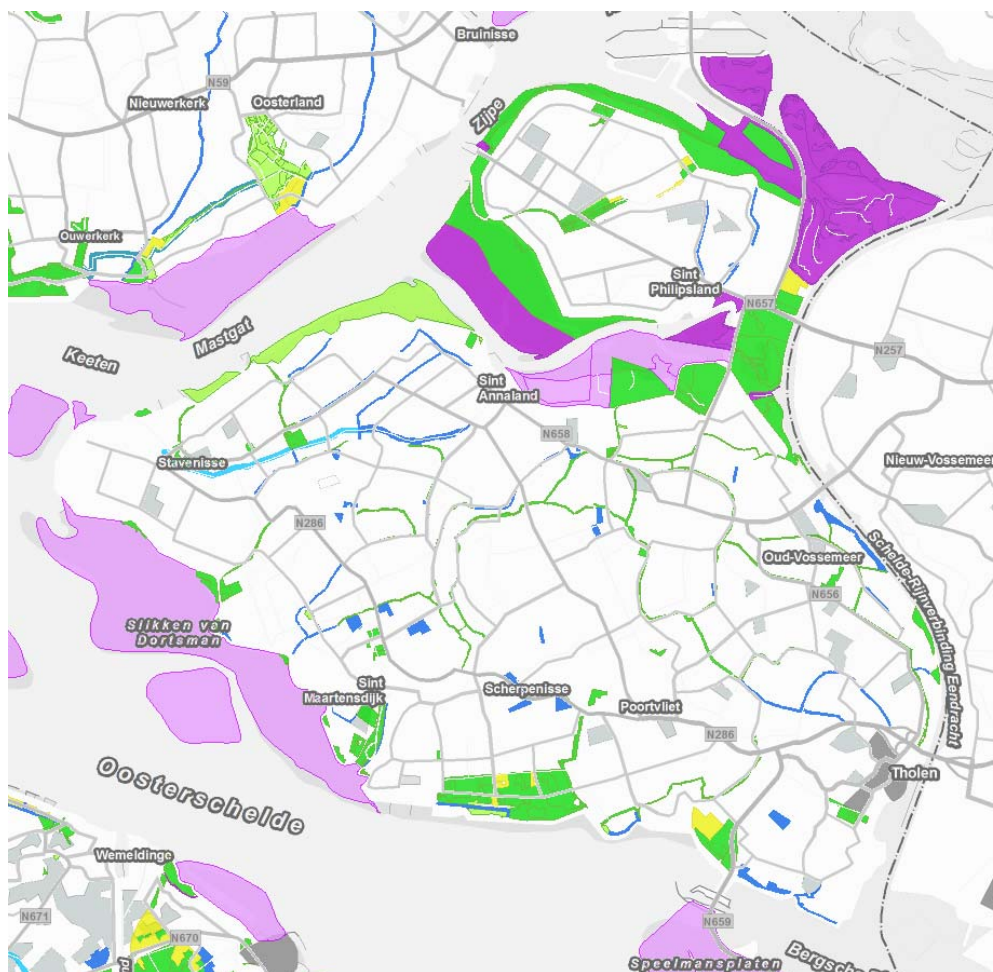 Bruinisse
N59
Nieuwerkerk
Oosterland
Zijpe
Ouwerkerk
Sint
Philipsland
N657
Mastgat
Keeten
N257
Sint
Annaland
N658
Stavenisse
Nieuw-Vossemeer
N286
Oud-Vossemeer
Schelde-Rijnverbinding Eendracht
N656
Slikken van
Dortsman
Sint
Maartensdijk
Scherpenisse
Poortvliet
N286
Tholen
Oosterschelde
Wemeldinge
N671
N670
N659
Speelmansplaten